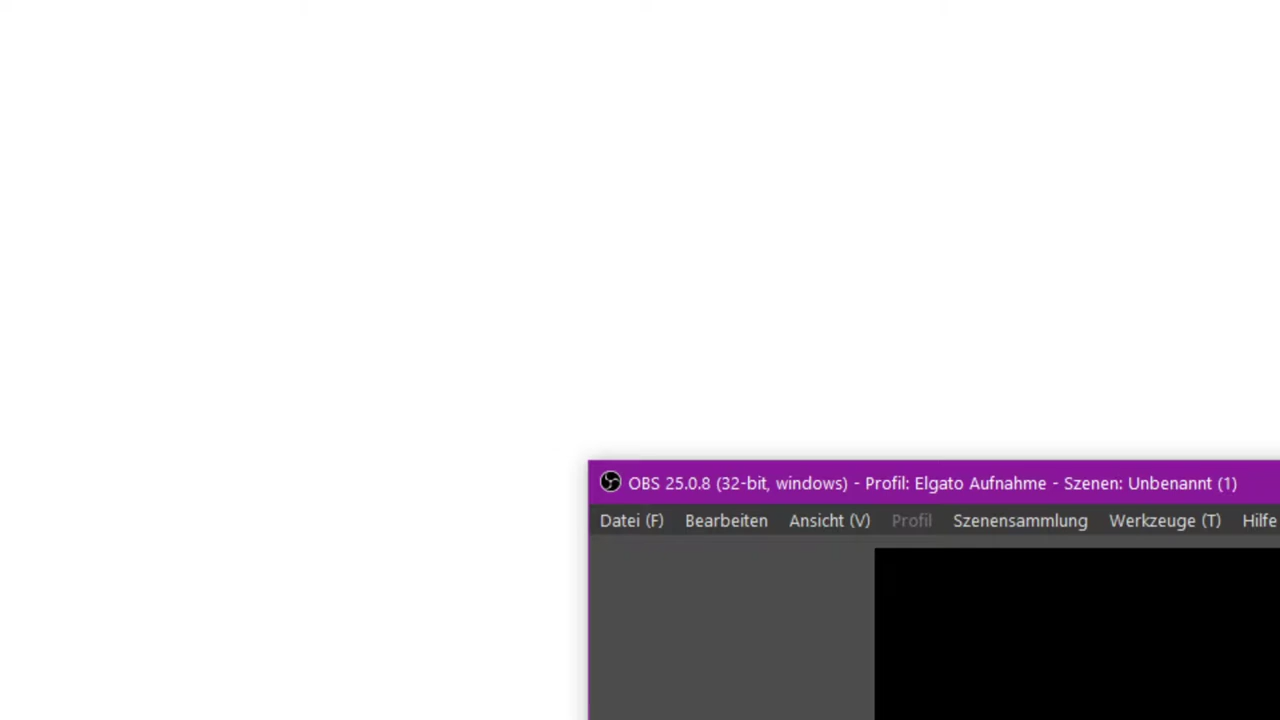 OBS 25.0.8 (32-bit, windows) - Profil: Elgato Aufnahme - Szenen: Unbenannt (1)
Datei (F) Bearbeiten Ansicht (V) Profil Szenensammlung Werkzeuge (T) Hilfe